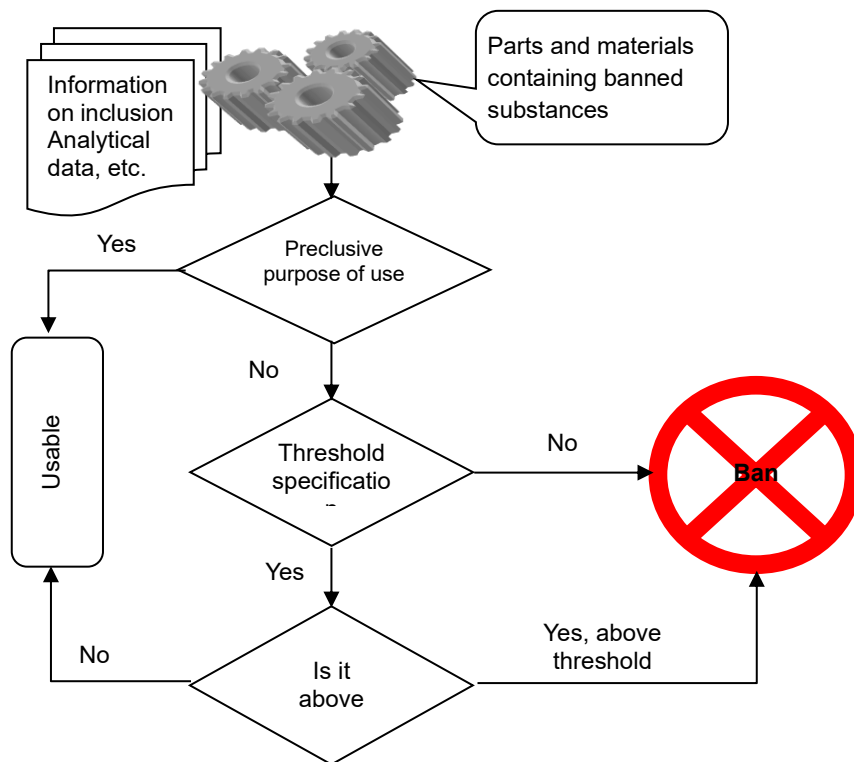 Information
on inclusion
Analytical
data, etc.
Parts and materials
containing banned
substances
Yes
Preclusive
purpose of use
No
Usable
Threshold
specificatio
No
Ban
Yes
Yes, above
threshold
No
Is it
above